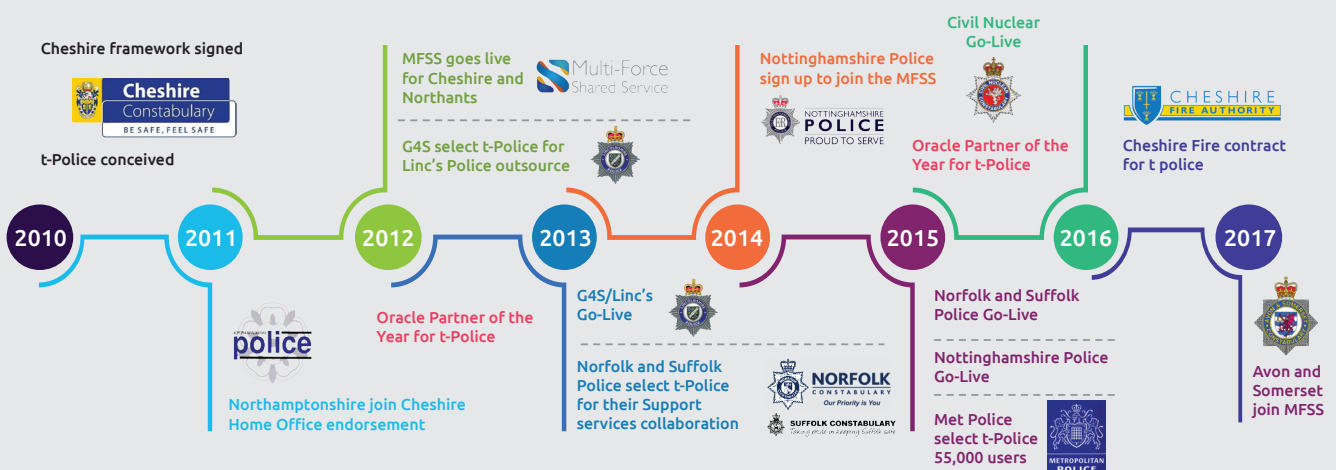 Cheshire framework signed
Cheshire
Constabulary
BE SAFE, FEEL SAFE
t-Police conceived
MFSS goes live
for Cheshire and
Northants
Multi-Force
Shared Service
G4S select t-Police for
Linc's Police outsource
Nottinghamshire Police
sign up to join the MFSS
NOTTINGHAMSHIRE
POLICE
PROUD TO SERVE
Civil Nuclear
Go-Live
Oracle Partner of the
Year for t-Police
CHESHIRE
FIRE AUTHORITY
Cheshire Fire contract
for t police
2010
2011
2012
2013
2014
2015
2016
2017
police
Northamptonshire join Cheshire
Home Office endorsement
Oracle Partner of the
Year for t-Police
G4S/Linc's
Go-Live
Norfolk and Suffolk
Police select t-Police
for their Support
services collaboration
NORFOLK
CONSTABULARY
Our Priority is You
SUFFOLK CONSTABULARY
Taking pride in keeping Suffolk safe
Norfolk and Suffolk
Police Go-Live
Nottinghamshire Police
Go-Live
Met Police
select t-Police
55,000 users
METROPOLITAN
POLICE
Avon and
Somerset
join MFSS